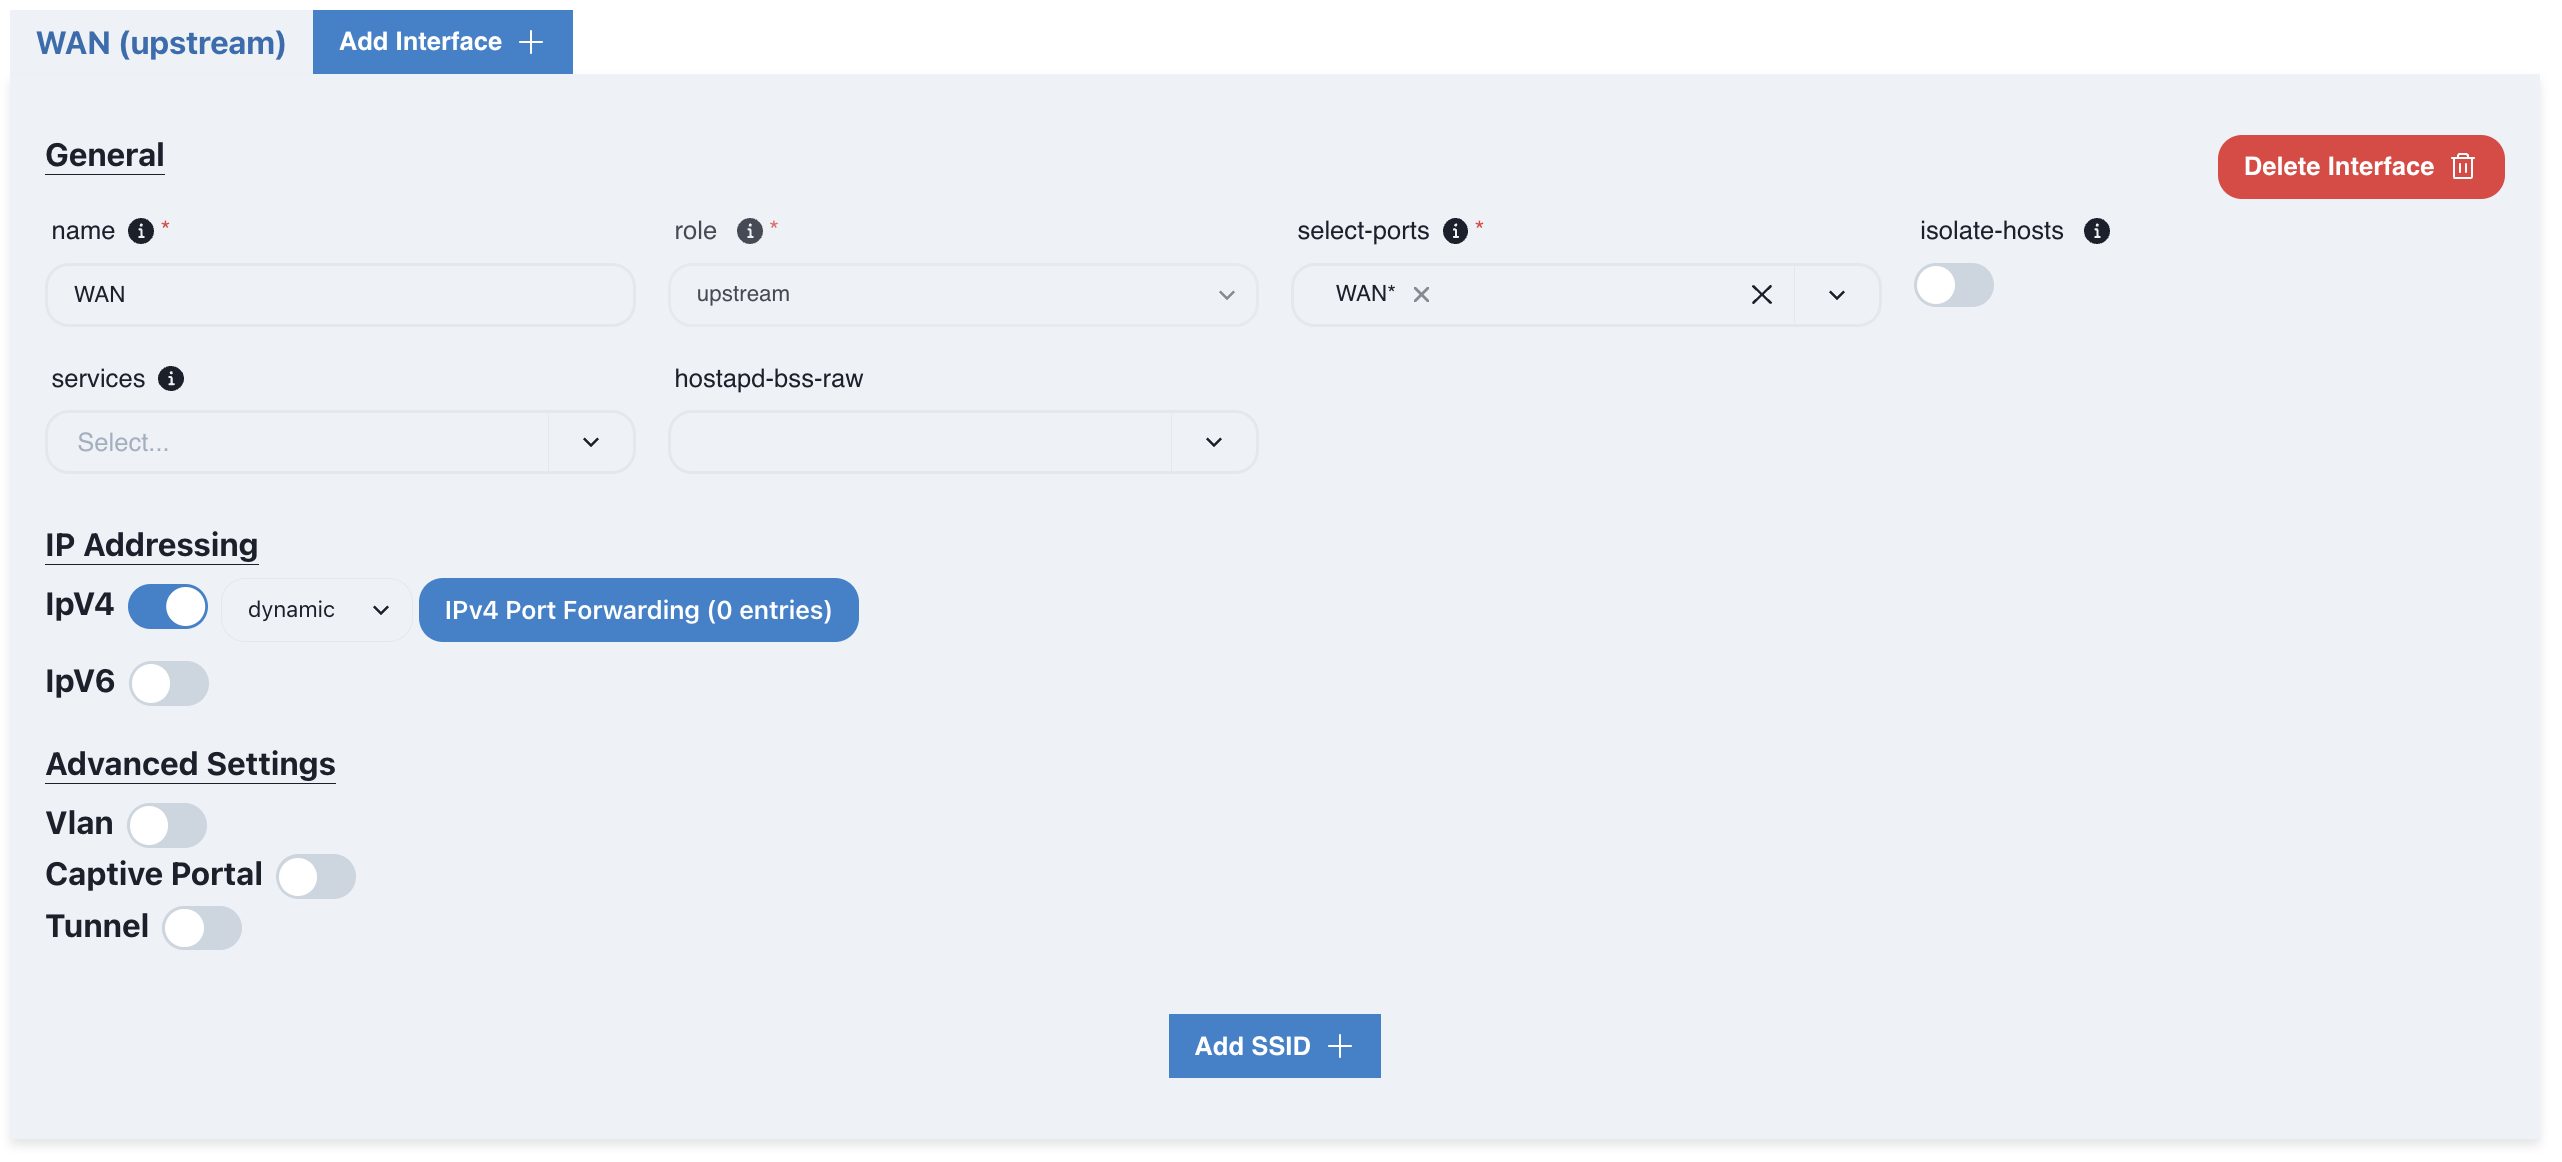 WAN (upstream) Add Interface
General
Delete Interface
name * role * select-ports * isolate-hosts
WAN upstream WAN*
services hostapd-bss-raw
Select...
IP Addressing
IpV4 dynamic IPv4 Port Forwarding (0 entries)
IpV6
Advanced Settings
Vlan
Captive Portal
Tunnel
Add SSID